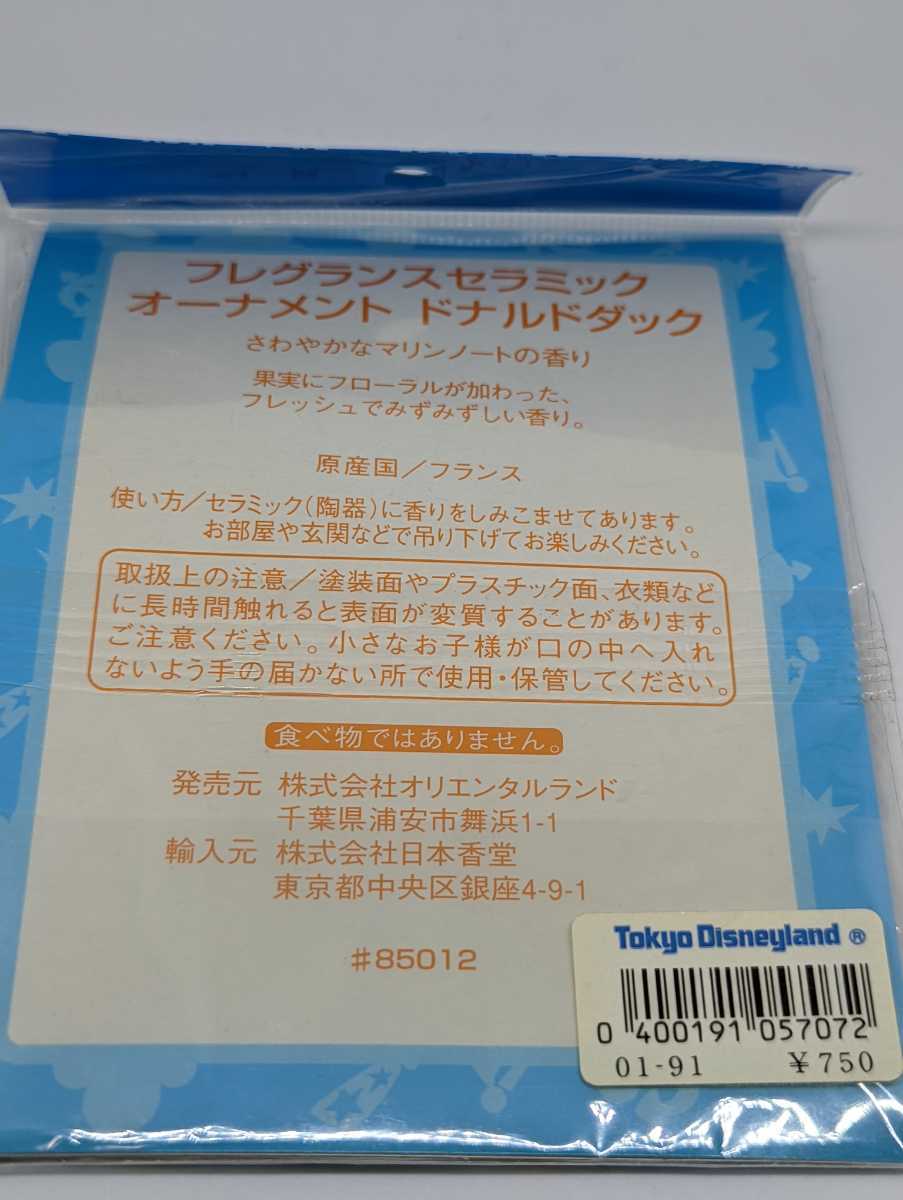 フレグランスセラミック
オーナメント ドナルドダック
さわやかなマリンノートの香り
果実にフローラルが加わった、
フレッシュでみずみずしい香り。
原産国／フランス
使い方／セラミック（陶器）に香りをしみこませてあります。
お部屋や玄関などで吊り下げてお楽しみください。
取扱上の注意／塗装面やプラスチック面、衣類など
に長時間触れると表面が変質することがあります。
ご注意ください。小さなお子様が口の中へ入れ
ないよう手の届かない所で使用・保管してください。
食べ物ではありません。
発売元 株式会社オリエンタルランド
千葉県浦安市舞浜1-1
輸入元 株式会社日本香堂
東京都中央区銀座4-9-1
#85012
Tokyo Disneyland ®
0 400191 057072
01-91 ¥750